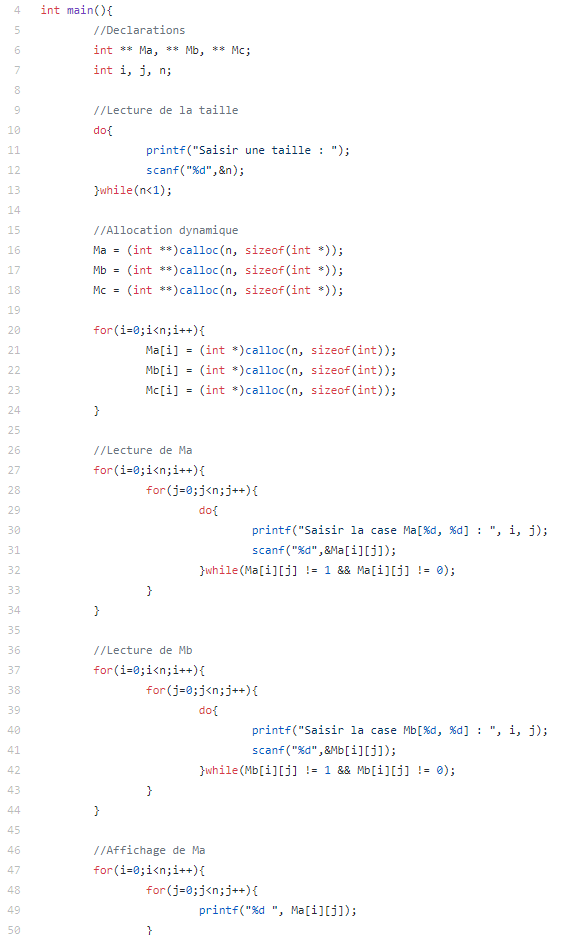 4 int main(){
5 //Declarations
6 int ** Ma, ** Mb, ** Mc;
7 int i, j, n;
8
9 //Lecture de la taille
10 do{
11 printf("Saisir une taille : ");
12 scanf("%d",&n);
13 }while(n<1);
14
15 //Allocation dynamique
16 Ma = (int **)calloc(n, sizeof(int *));
17 Mb = (int **)calloc(n, sizeof(int *));
18 Mc = (int **)calloc(n, sizeof(int *));
19
20 for(i=0;i<n;i++){
21 Ma[i] = (int *)calloc(n, sizeof(int));
22 Mb[i] = (int *)calloc(n, sizeof(int));
23 Mc[i] = (int *)calloc(n, sizeof(int));
24 }
25
26 //Lecture de Ma
27 for(i=0;i<n;i++){
28 for(j=0;j<n;j++){
29 do{
30 printf("Saisir la case Ma[%d, %d] : ", i, j);
31 scanf("%d",&Ma[i][j]);
32 }while(Ma[i][j] != 1 && Ma[i][j] != 0);
33 }
34 }
35
36 //Lecture de Mb
37 for(i=0;i<n;i++){
38 for(j=0;j<n;j++){
39 do{
40 printf("Saisir la case Mb[%d, %d] : ", i, j);
41 scanf("%d",&Mb[i][j]);
42 }while(Mb[i][j] != 1 && Mb[i][j] != 0);
43 }
44 }
45
46 //Affichage de Ma
47 for(i=0;i<n;i++){
48 for(j=0;j<n;j++){
49 printf("%d ", Ma[i][j]);
50 }